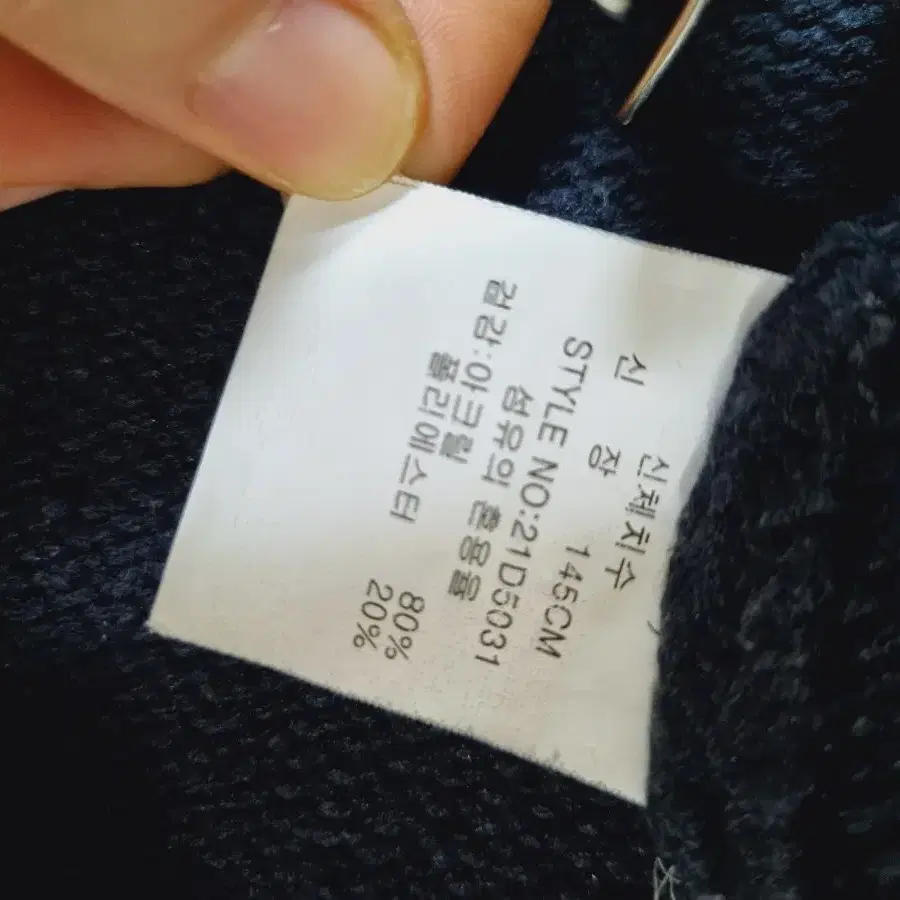 신체치수
신 장 145CM
STYLE NO:21D5031
섬유의 혼용율
겉감:아크릴 80%
폴리에스터 20%